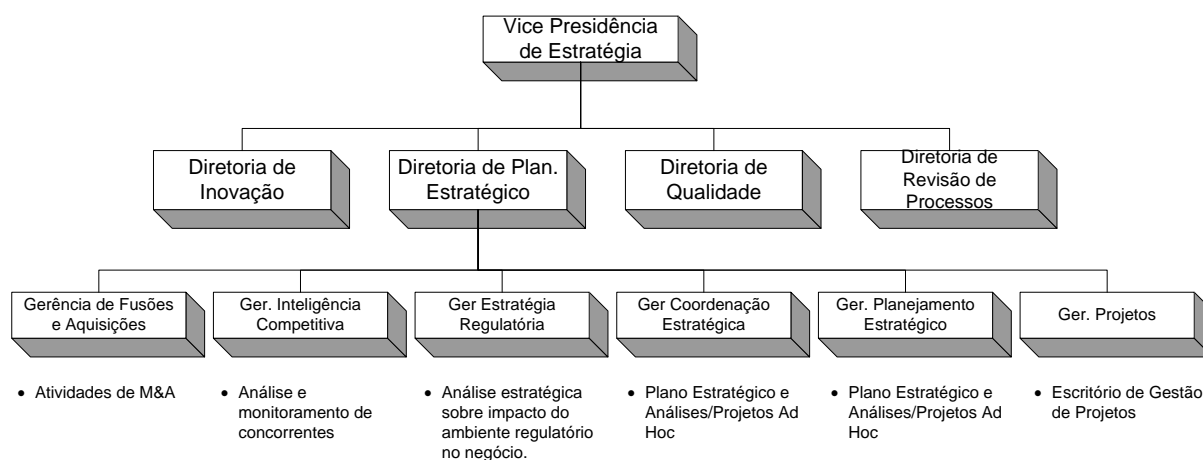 Vice Presidência
de Estratégia
Diretoria de
Inovação
Diretoria de Plan.
Estratégico
Diretoria de
Qualidade
Diretoria de
Revisão de
Processos
Gerência de Fusões
e Aquisições
Ger. Inteligência
Competitiva
Ger Estratégia
Regulatória
Ger Coordenação
Estratégica
Ger. Planejamento
Estratégico
Ger. Projetos
• Atividades de M&A
• Análise e
monitoramento de
concorrentes
• Análise estratégica
sobre impacto do
ambiente regulatório
no negócio.
• Plano Estratégico e
Análises/Projetos Ad
Hoc
• Plano Estratégico e
Análises/Projetos Ad
Hoc
• Escritório de Gestão
de Projetos